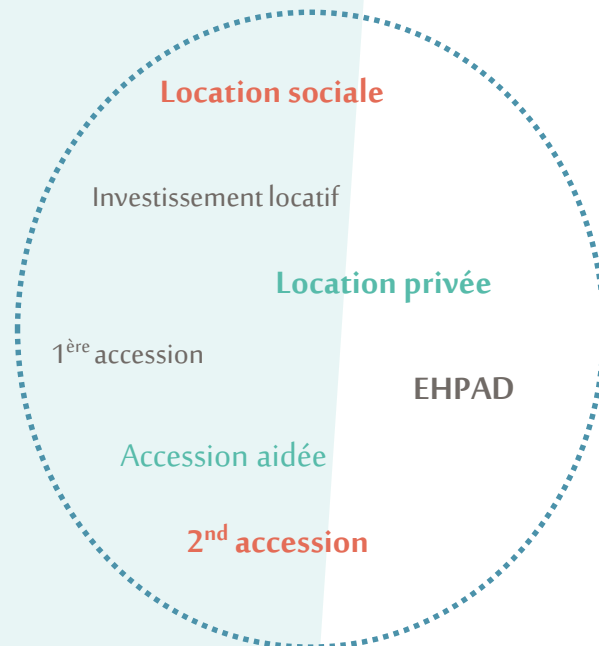 Location sociale
Investissement locatif
Location privée
1ère accession
EHPAD
Accession aidée
2nd accession